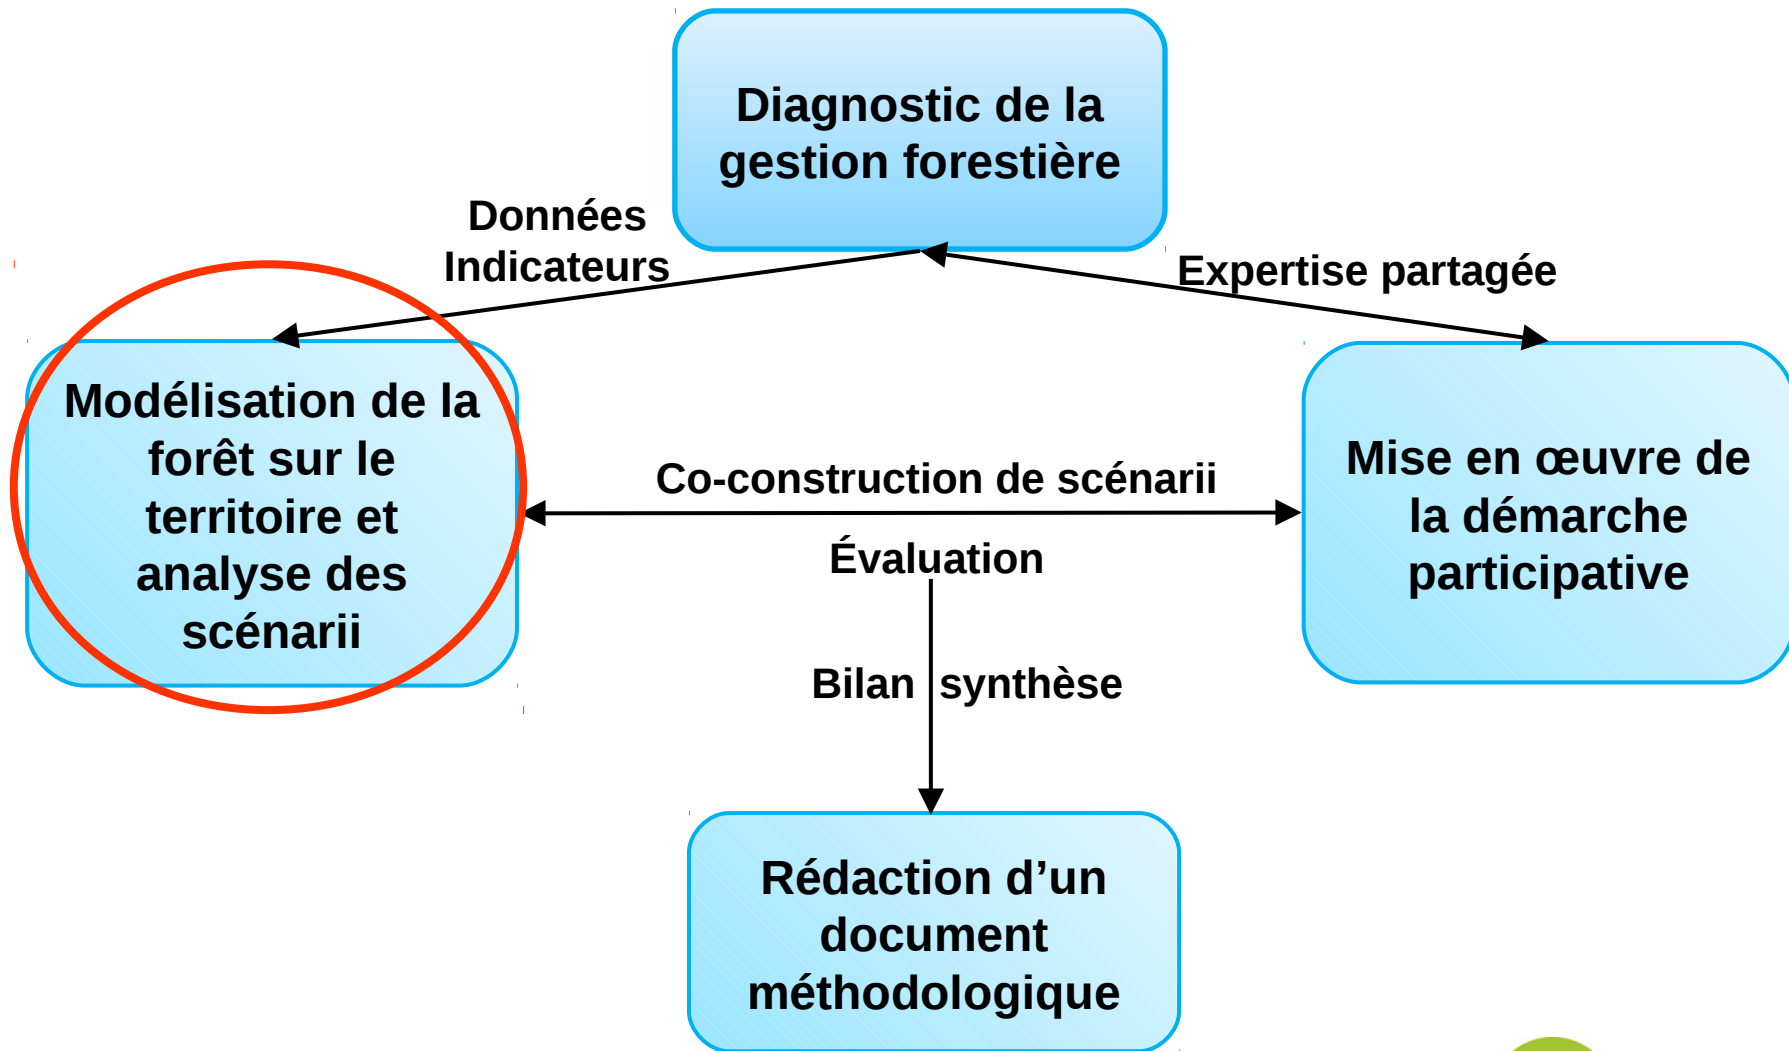 Diagnostic de la
gestion forestière
Données
Indicateurs
Expertise partagée
Modélisation de la
forêt sur le
territoire et
analyse des
scénarii
Co-construction de scénarii
Évaluation
Mise en œuvre de
la démarche
participative
Bilan synthèse
Rédaction d’un
document
méthodologique